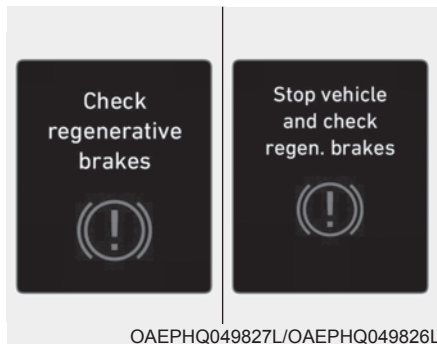 Check
regenerative
brakes
Stop vehicle
and check
regen. brakes
OAEPHQ049827L/OAEPHQ049826L